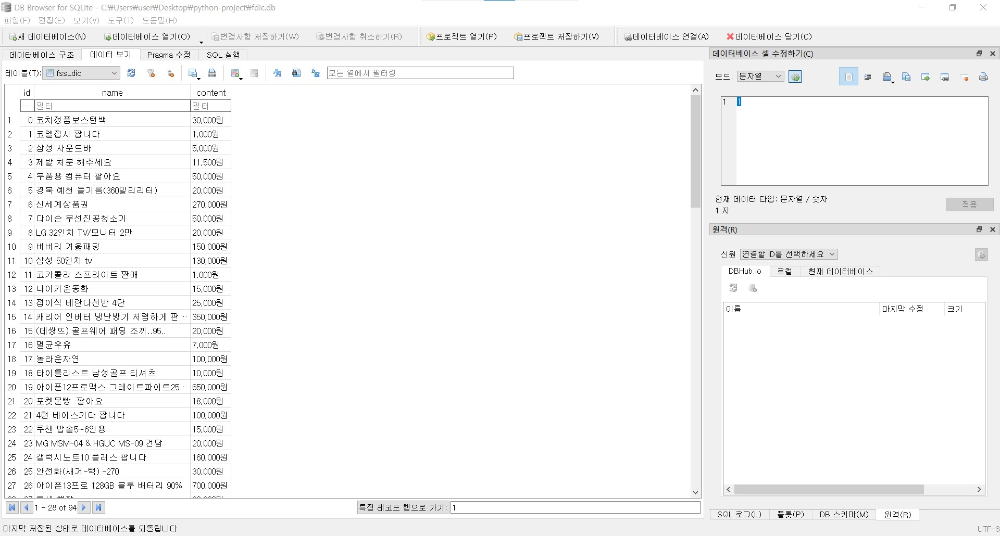 DB Browser for SQLite - C:₩Users₩user₩Desktop₩python-project₩fdic.db
파일(F) 편집(E) 보기(V) 도구(T) 도움말(H)
새 데이터베이스(N) 데이터베이스 열기(O) 변경사항 저장하기(W) 변경사항 취소하기(R) 프로젝트 열기(P) 프로젝트 저장하기(V) 데이터베이스 연결(A) 데이터베이스 닫기(C)
데이터베이스 구조 데이터 보기 Pragma 수정 SQL 실행
테이블(T): fss_dic 모든 열에서 필터링
id name content
... 필터 필터
1 0 코치정품보스턴백 30,000원
2 1 코렐접시 팝니다 1,000원
3 2 삼성 사운드바 5,000원
4 3 제발 처분 해주세요 11,500원
5 4 부품용 컴퓨터 팔아요 50,000원
6 5 경북 예천 들기름(360밀리리터) 20,000원
7 6 신세계상품권 270,000원
8 7 다이슨 무선진공청소기 50,000원
9 8 LG 32인치 TV/모니터 2만 20,000원
10 9 버버리 겨욻패딩 150,000원
11 10 삼성 50인치 tv 130,000원
12 11 코카콜라 스프라이트 판매 1,000원
13 12 나이키운동화 15,000원
14 13 접이식 베란다선반 4단 25,000원
15 14 캐리어 인버터 냉난방기 저렴하게 판··· 350,000원
16 15 (데쌍뜨) 골프웨어 패딩 조끼..95.. 20,000원
17 16 멸균우유 7,000원
18 17 놀라운자연 100,000원
19 18 타이틀리스트 남성골프 티셔츠 10,000원
20 19 아이폰12프로맥스 그레이트파이트25··· 650,000원
21 20 포켓몬빵  팔아요 18,000원
22 21 4현 베이스기타 팝니다 100,000원
23 22 쿠첸 밥솥5~6인용 15,000원
24 23 MG MSM-04 & HGUC MS-09 건담 20,000원
25 24 갤럭시노트10 플러스 팝니다 160,000원
26 25 안전화(새거-택) -270 30,000원
27 26 아이폰13프로 128GB 블루 배터리 90% 700,000원
1 - 28 of 94 특정 레코드 행으로 가기: 1
마지막 저장된 상태로 데이터베이스를 되돌립니다
데이터베이스 셀 수정하기(C)
모드: 문자열
1 1
현재 데이터 타입: 문자열 / 숫자
1 자
적용
원격(R)
신원 연결할 ID를 선택하세요
DBHub.io 로컬 현재 데이터베이스
이름 마지막 수정 크기
SQL 로그(L) 플롯(P) DB 스키마(M) 원격(R)
UTF-8